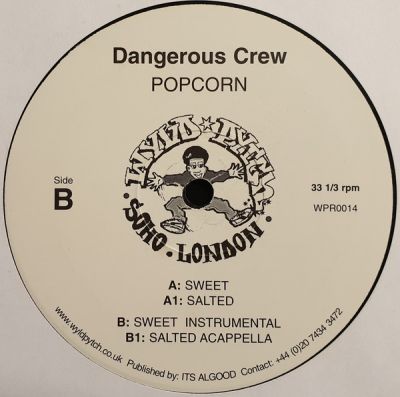 Dangerous Crew
POPCORN
WYLD PYTCH
SOHO · LONDON ·
Side
B
33 1/3 rpm
WPR0014
A: SWEET
A1: SALTED
B: SWEET INSTRUMENTAL
B1: SALTED ACAPPELLA
www.wyldpytch.co.uk Published by: ITS ALGOOD Contact: +44 (0)20 7434 3472